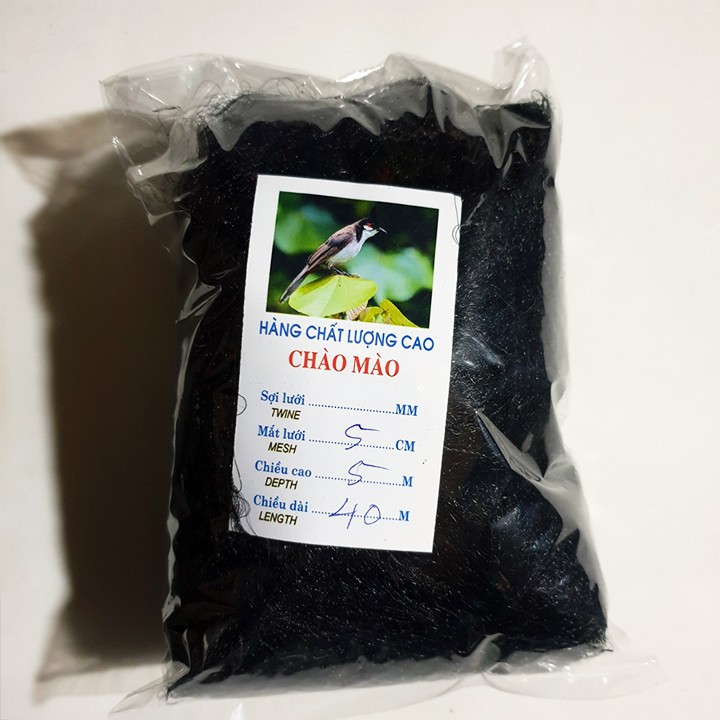 HÀNG CHẤT LƯỢNG CAO
CHÀO MÀO
Sợi lưới ............................MM
TWINE
Mắt lưới ......5......CM
MESH
Chiều cao ......5......M
DEPTH
Chiều dài ......40......M
LENGTH